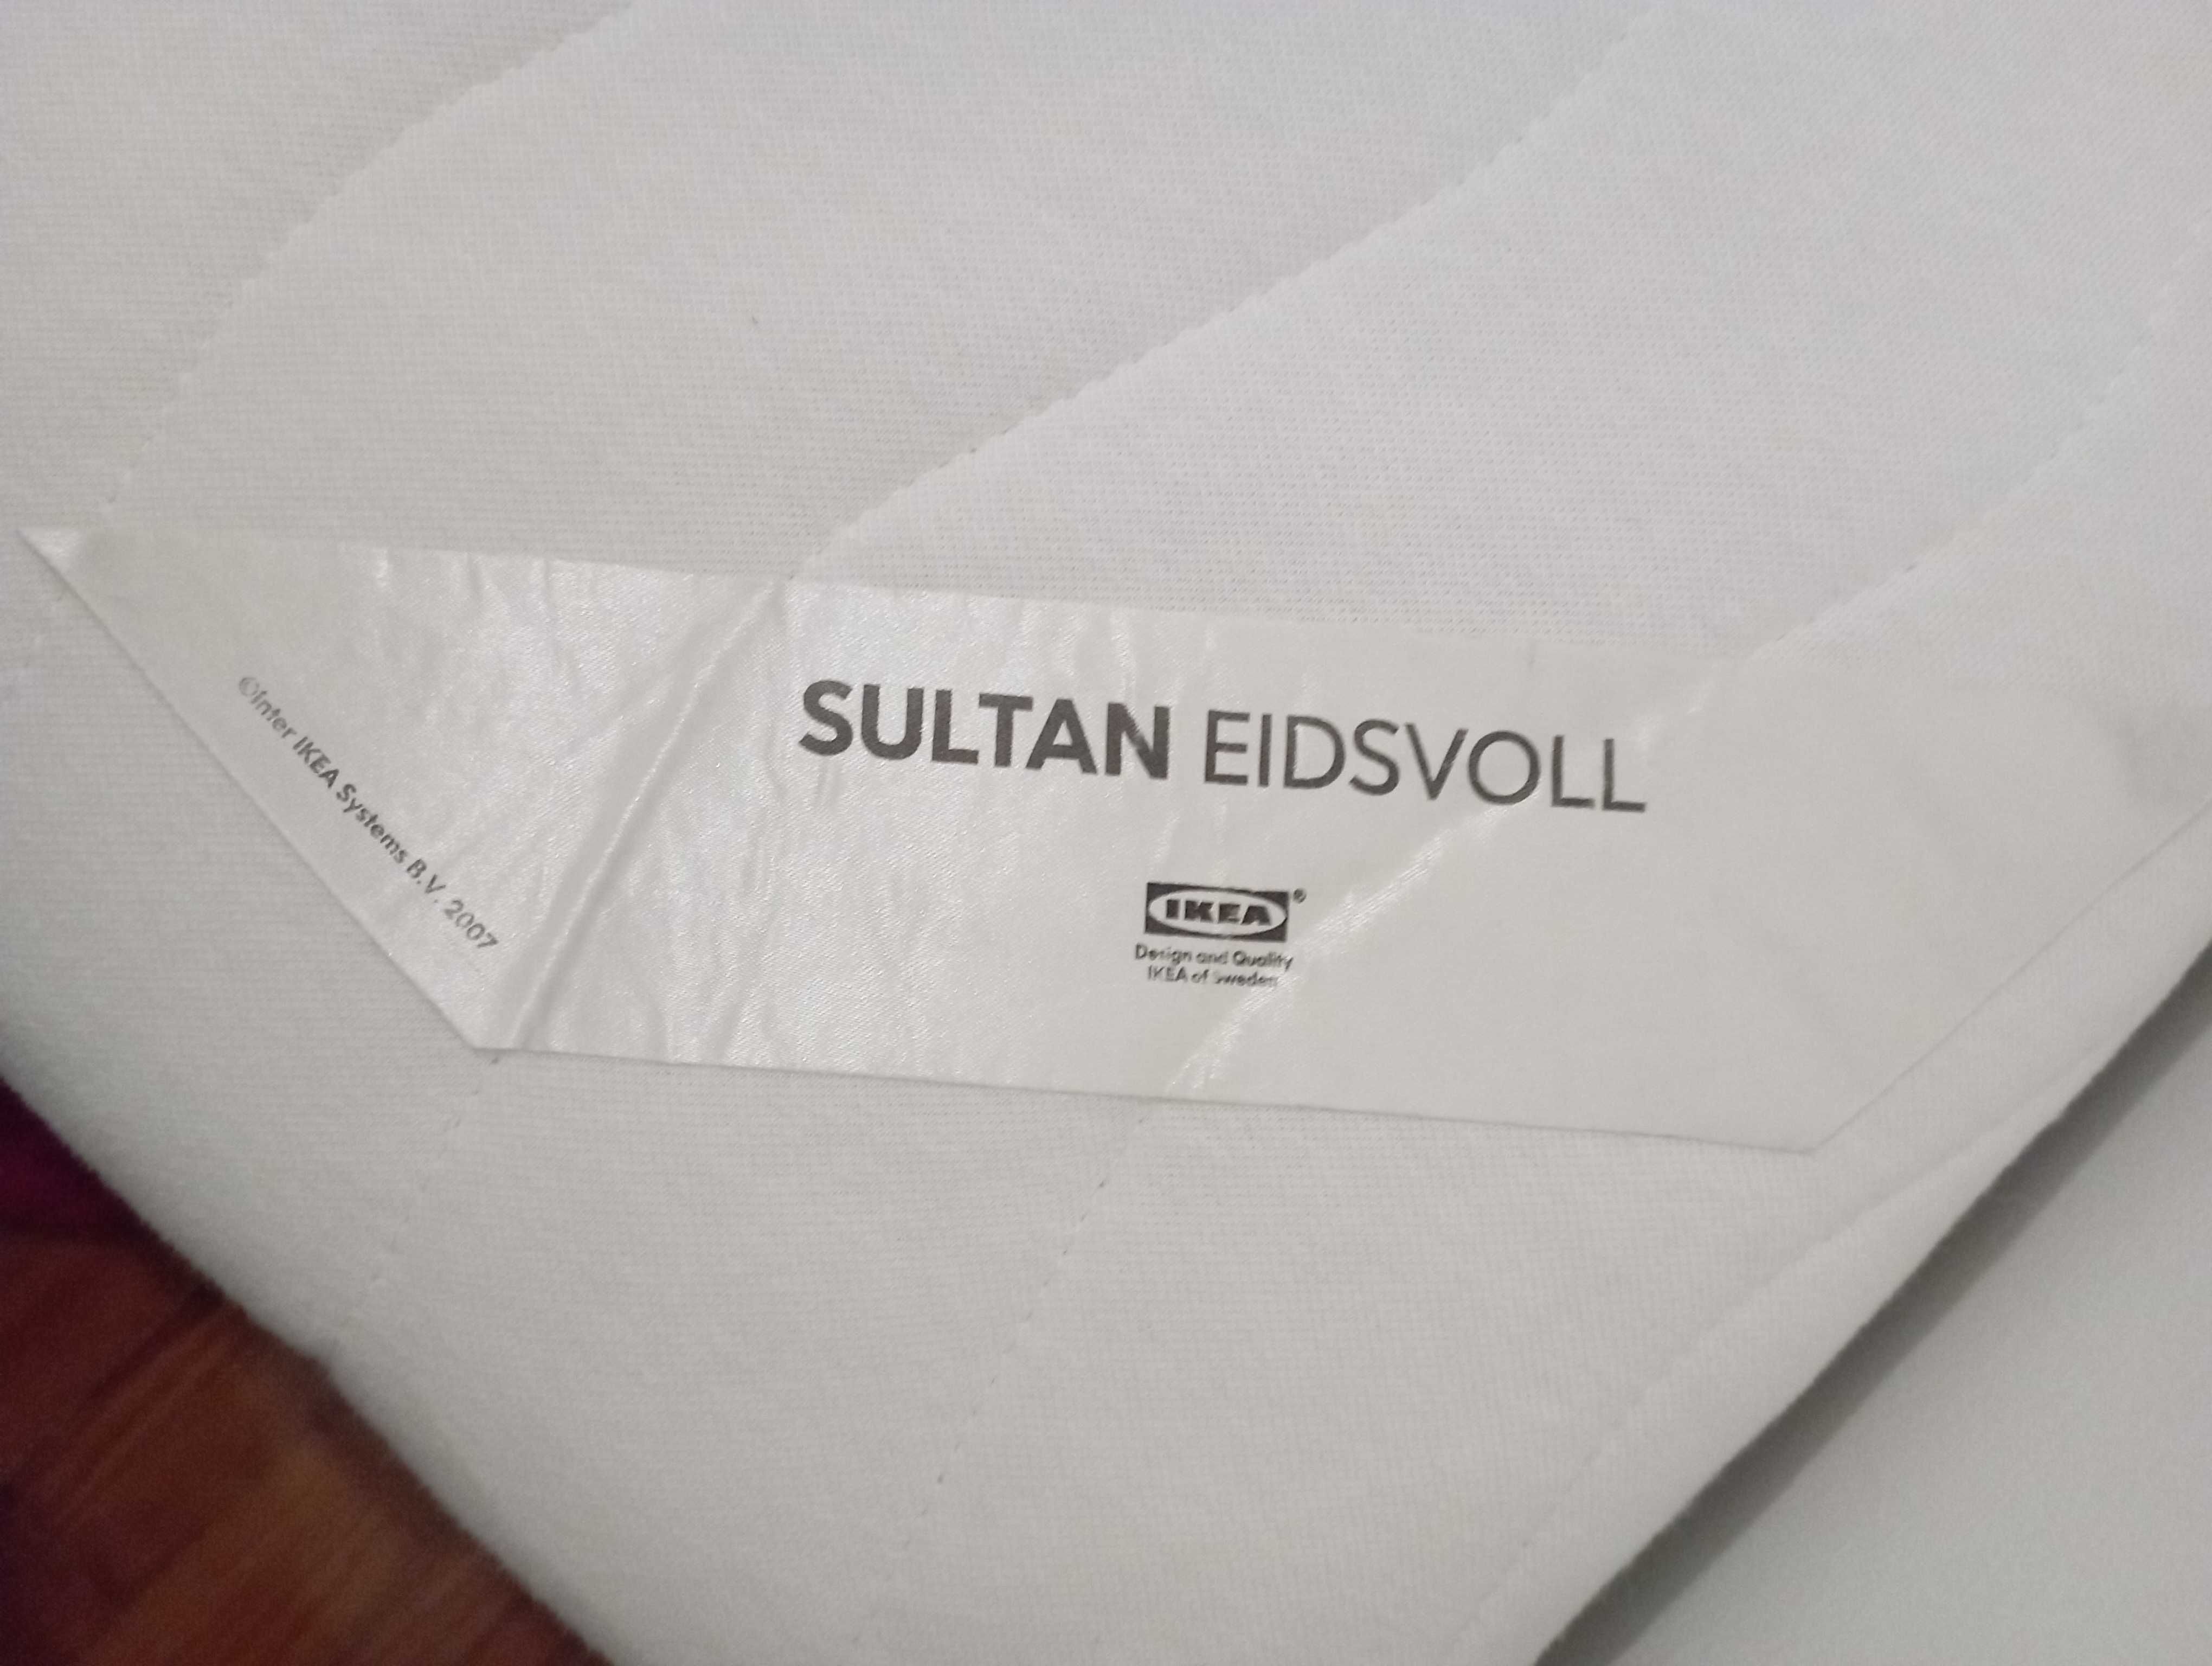 SULTAN EIDSVOLL
IKEA®
Design and Quality
IKEA of Sweden
©Inter IKEA Systems B.V. 2007